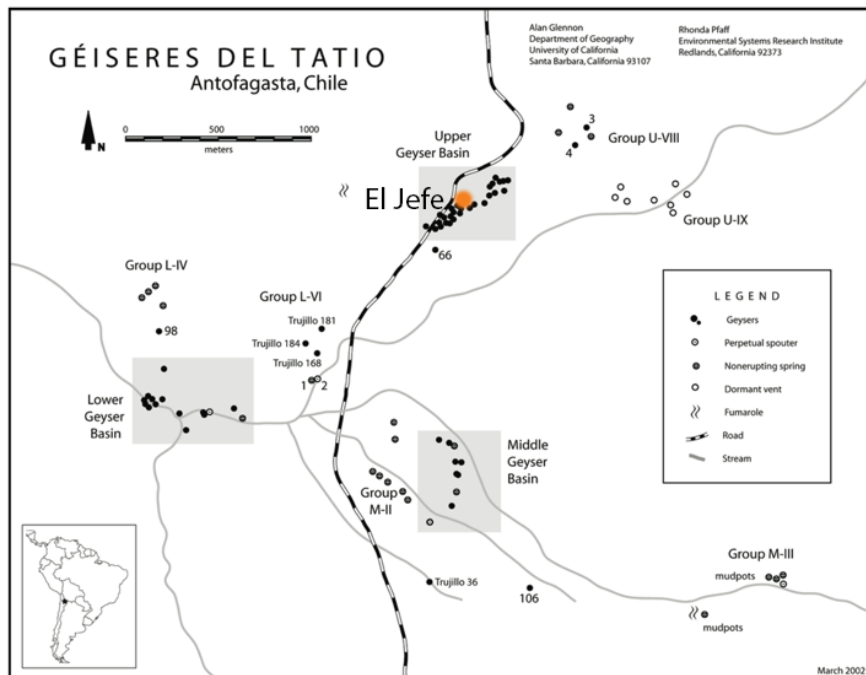 GÉISERES DEL TATIO
Antofagasta, Chile
Alan Glennon
Department of Geography
University of California
Santa Barbara, California 93107
Rhonda Pfaff
Environmental Systems Research Institute
Redlands, California 92373
N
0 500 1000
meters
Upper
Geyser Basin
3
4
Group U-VIII
El Jefe
Group U-IX
66
Group L-IV
98
Group L-VI
Trujillo 181
Trujillo 184
Trujillo 168
1 2
Lower
Geyser
Basin
Middle
Geyser
Basin
Group
M-II
Trujillo 36
106
Group M-III
mudpots
mudpots
LEGEND
Geysers
Perpetual spouter
Nonerupting spring
Dormant vent
Fumarole
Road
Stream
March 2002